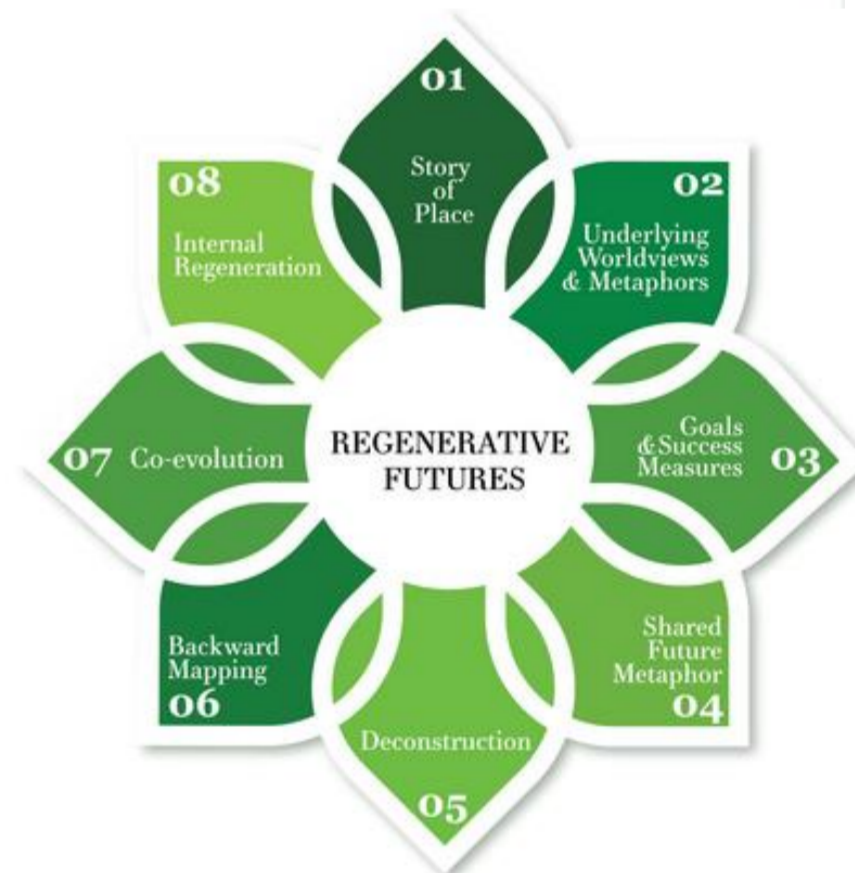 01
Story
of
Place
02
Underlying
Worldviews
& Metaphors
Goals
&Success
Measures
03
Shared
Future
Metaphor
04
Deconstruction
05
Backward
Mapping
06
07
Co-evolution
08
Internal
Regeneration
REGENERATIVE
FUTURES